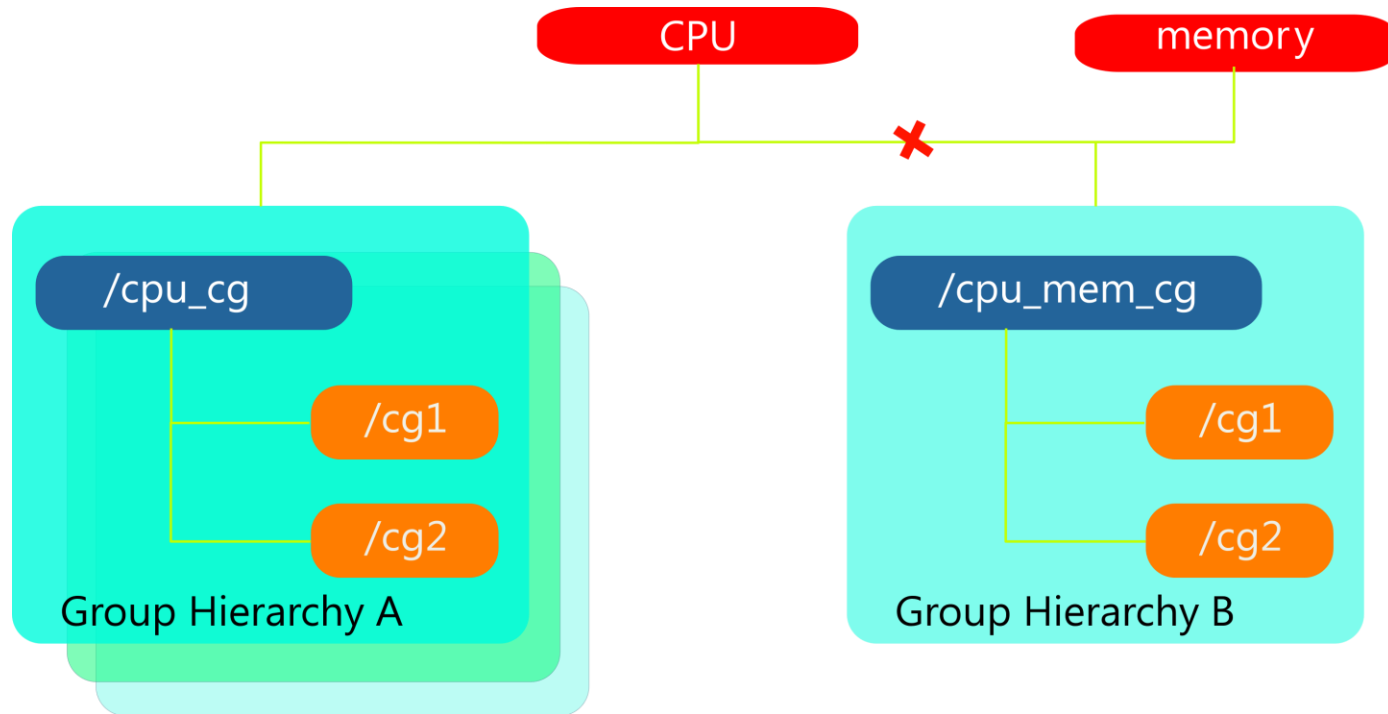 CPU
memory
/cpu_cg
/cg1
/cg2
Group Hierarchy A
/cpu_mem_cg
/cg1
/cg2
Group Hierarchy B